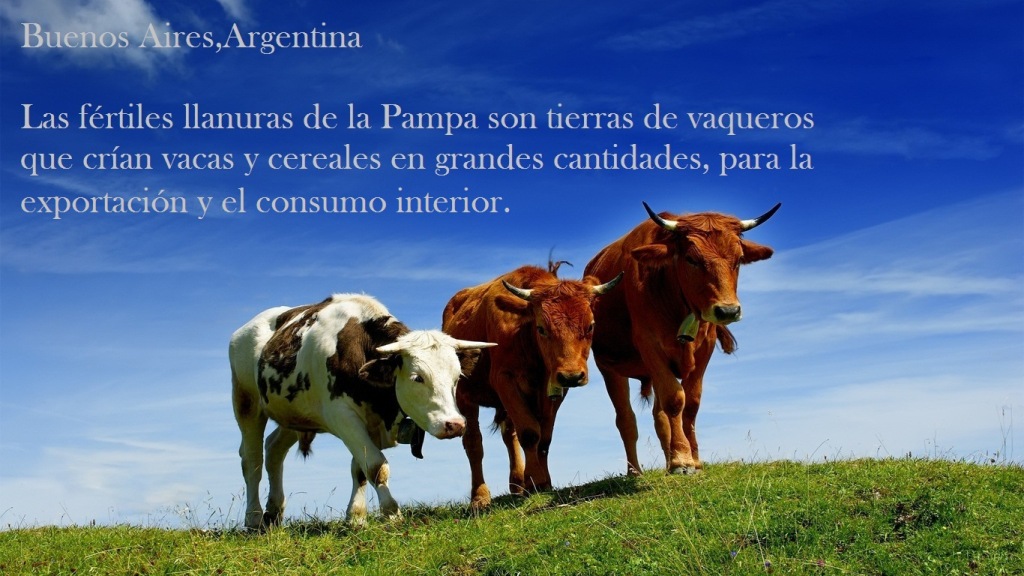 Buenos Aires,Argentina
Las fértiles llanuras de la Pampa son tierras de vaqueros
que crían vacas y cereales en grandes cantidades, para la
exportación y el consumo interior.